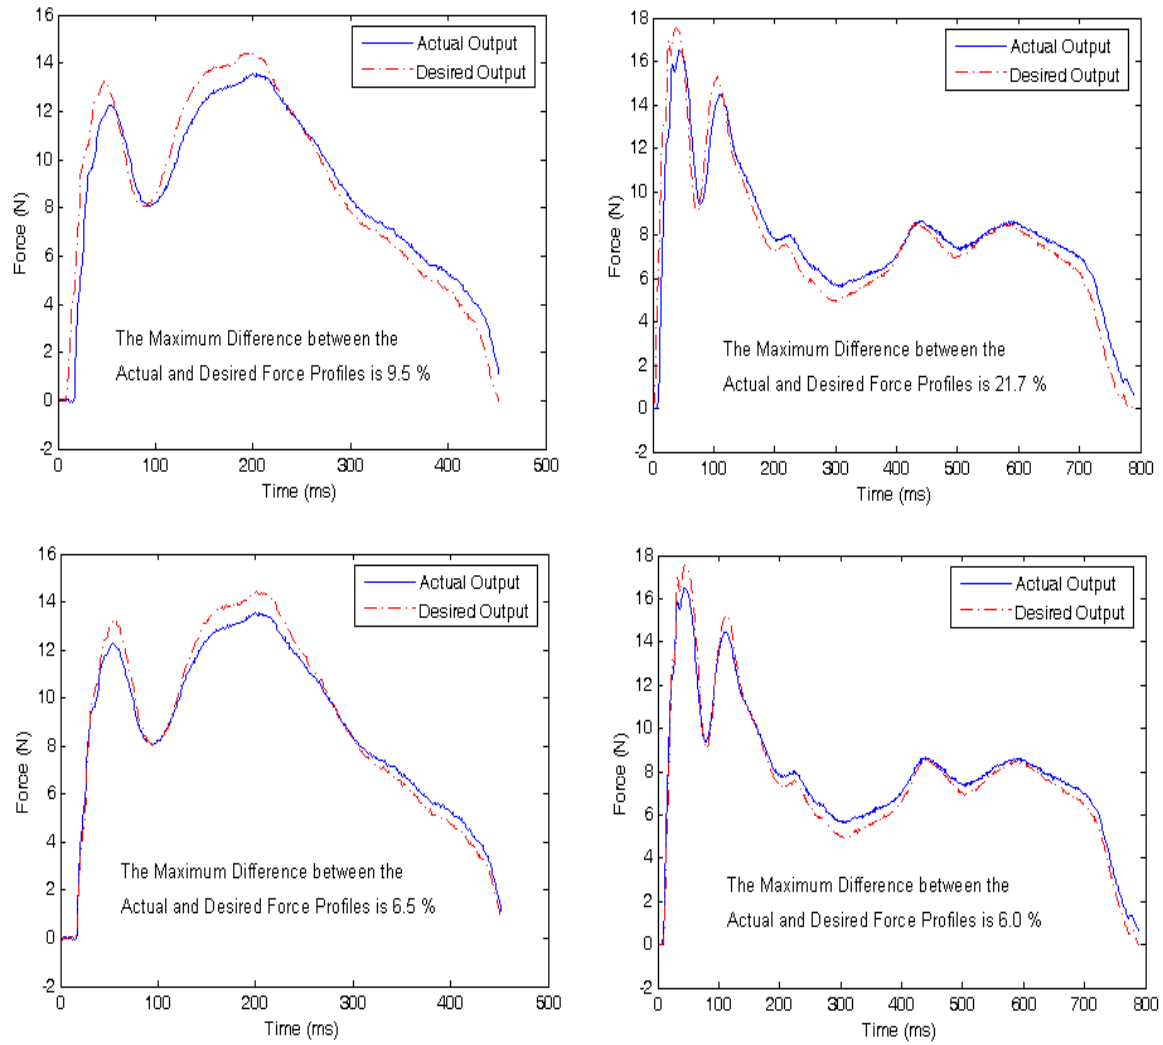 16
14
12
10
8
6
4
2
0
-2
Force (N)
Actual Output
Desired Output
The Maximum Difference between the
Actual and Desired Force Profiles is 9.5 %
0 100 200 300 400 500
Time (ms)
18
16
14
12
10
8
6
4
2
0
-2
Force (N)
Actual Output
Desired Output
The Maximum Difference between the
Actual and Desired Force Profiles is 21.7 %
0 100 200 300 400 500 600 700 800
Time (ms)
16
14
12
10
8
6
4
2
0
-2
Force (N)
Actual Output
Desired Output
The Maximum Difference between the
Actual and Desired Force Profiles is 6.5 %
0 100 200 300 400 500
Time (ms)
18
16
14
12
10
8
6
4
2
0
-2
Force (N)
Actual Output
Desired Output
The Maximum Difference between the
Actual and Desired Force Profiles is 6.0 %
0 100 200 300 400 500 600 700 800
Time (ms)